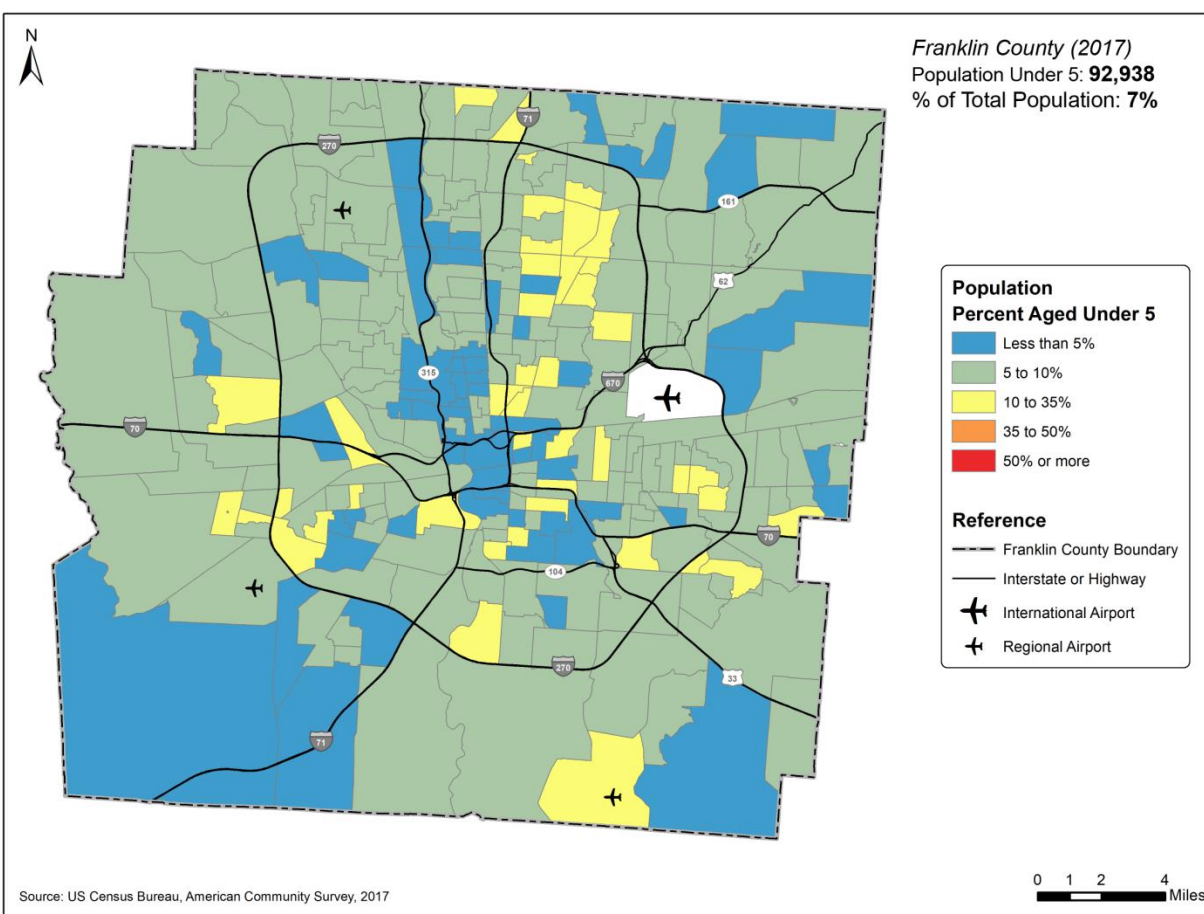 N
Franklin County (2017)
Population Under 5: 92,938
% of Total Population: 7%
71
270
161
62
315
670
70
70
104
270
33
71
Population
Percent Aged Under 5
Less than 5%
5 to 10%
10 to 35%
35 to 50%
50% or more
Reference
Franklin County Boundary
Interstate or Highway
International Airport
Regional Airport
Source: US Census Bureau, American Community Survey, 2017
0 1 2 4
Miles